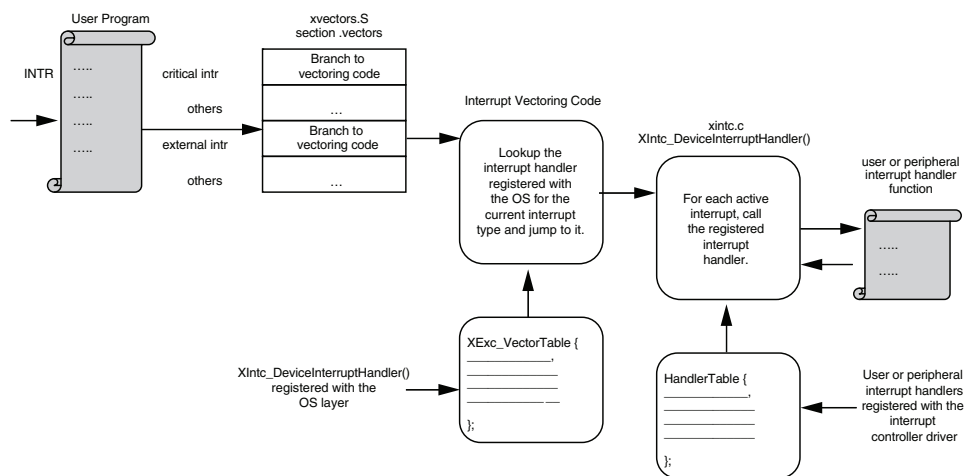 User Program
INTR
…..
….
….
…..
critical intr
others
external intr
others
xvectors.S
section .vectors
Branch to
vectoring code
...
Branch to
vectoring code
...
Interrupt Vectoring Code
Lookup the
interrupt handler
registered with
the OS for the
current interrupt
type and jump to it.
XExc_VectorTable {
,
};
XIntc_DeviceInterruptHandler()
registered with the
OS layer
xintc.c
XIntc_DeviceInterruptHandler()
For each active
interrupt, call
the registered
interrupt
handler.
HandlerTable {
,
};
user or peripheral
interrupt handler
function
…..
…..
User or peripheral
interrupt handlers
registered with the
interrupt
controller driver